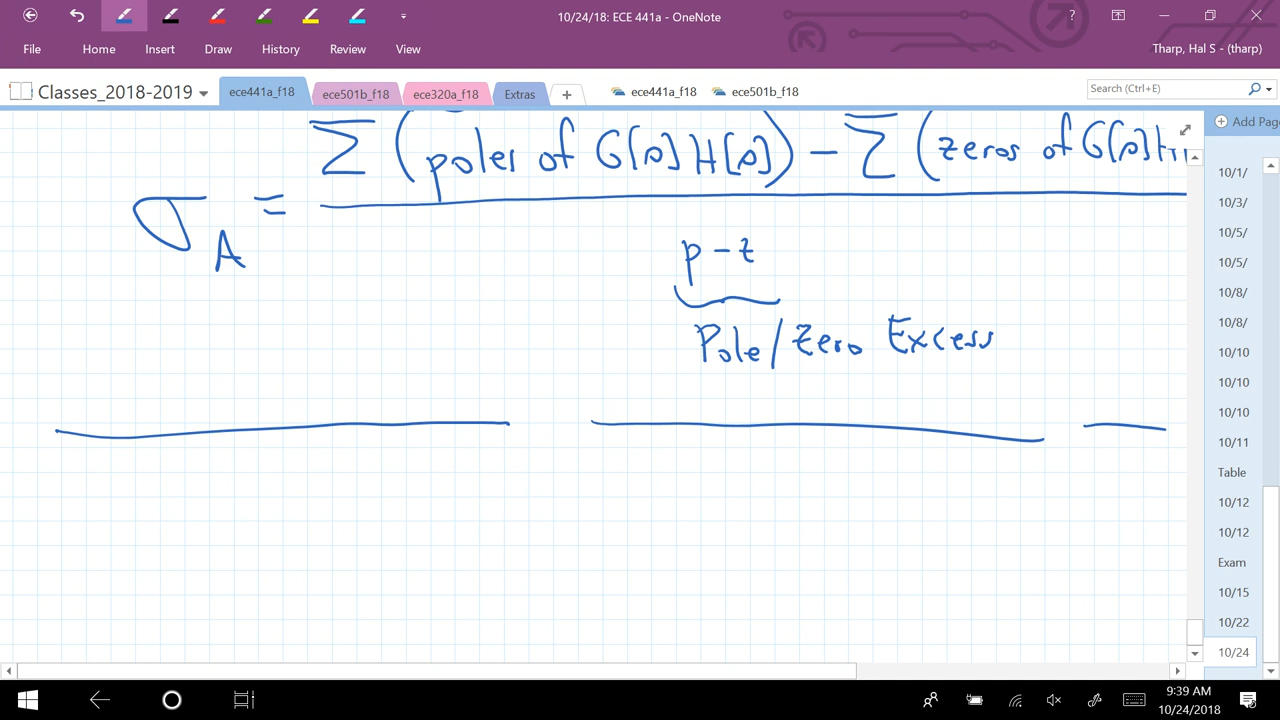 10/24/18: ECE 441a - OneNote
?
File Home Insert Draw History Review View
Tharp, Hal S - (tharp)
Classes_2018-2019
ece441a_f18 ece501b_f18 ece320a_f18 Extras + ece441a_f18 ece501b_f18
Search (Ctrl+E)
Add Pag
σ_A = Σ (poles of G(s)H(s)) - Σ (zeros of G(s)H
p - z
Pole/Zero Excess
10/1/
10/3/
10/5/
10/5/
10/8/
10/8/
10/10
10/10
10/10
10/11
Table
10/12
10/12
Exam
10/15
10/22
10/24
9:39 AM
10/24/2018